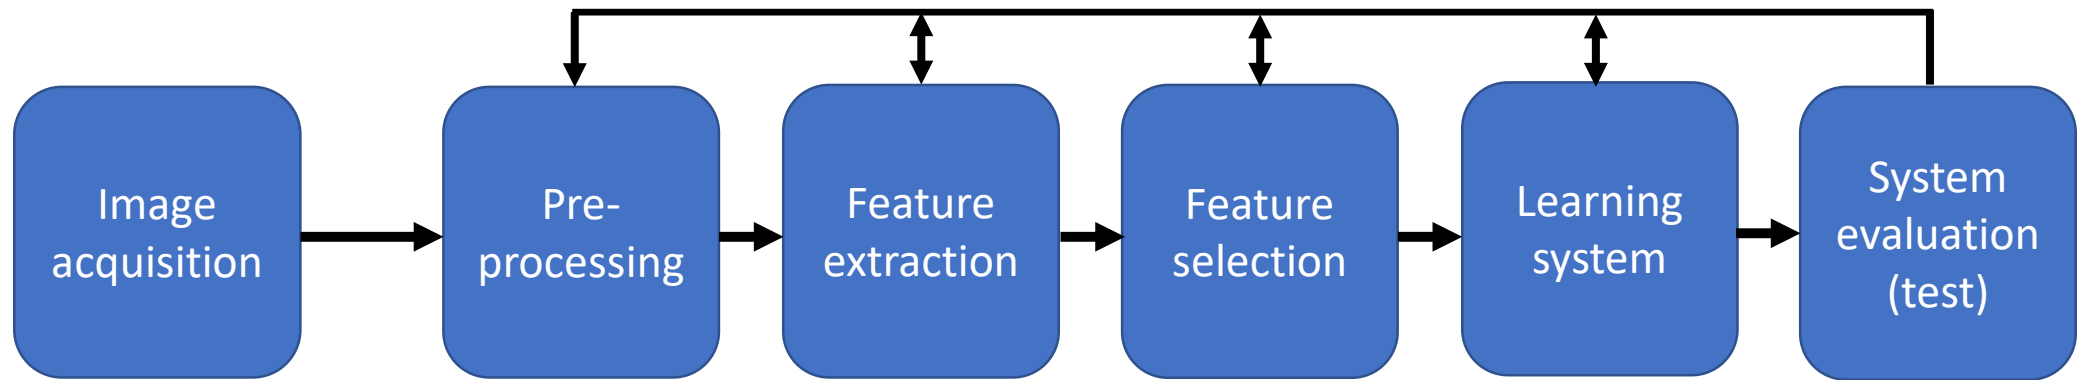 Image
acquisition
Pre-
processing
Feature
extraction
Feature
selection
Learning
system
System
evaluation
(test)